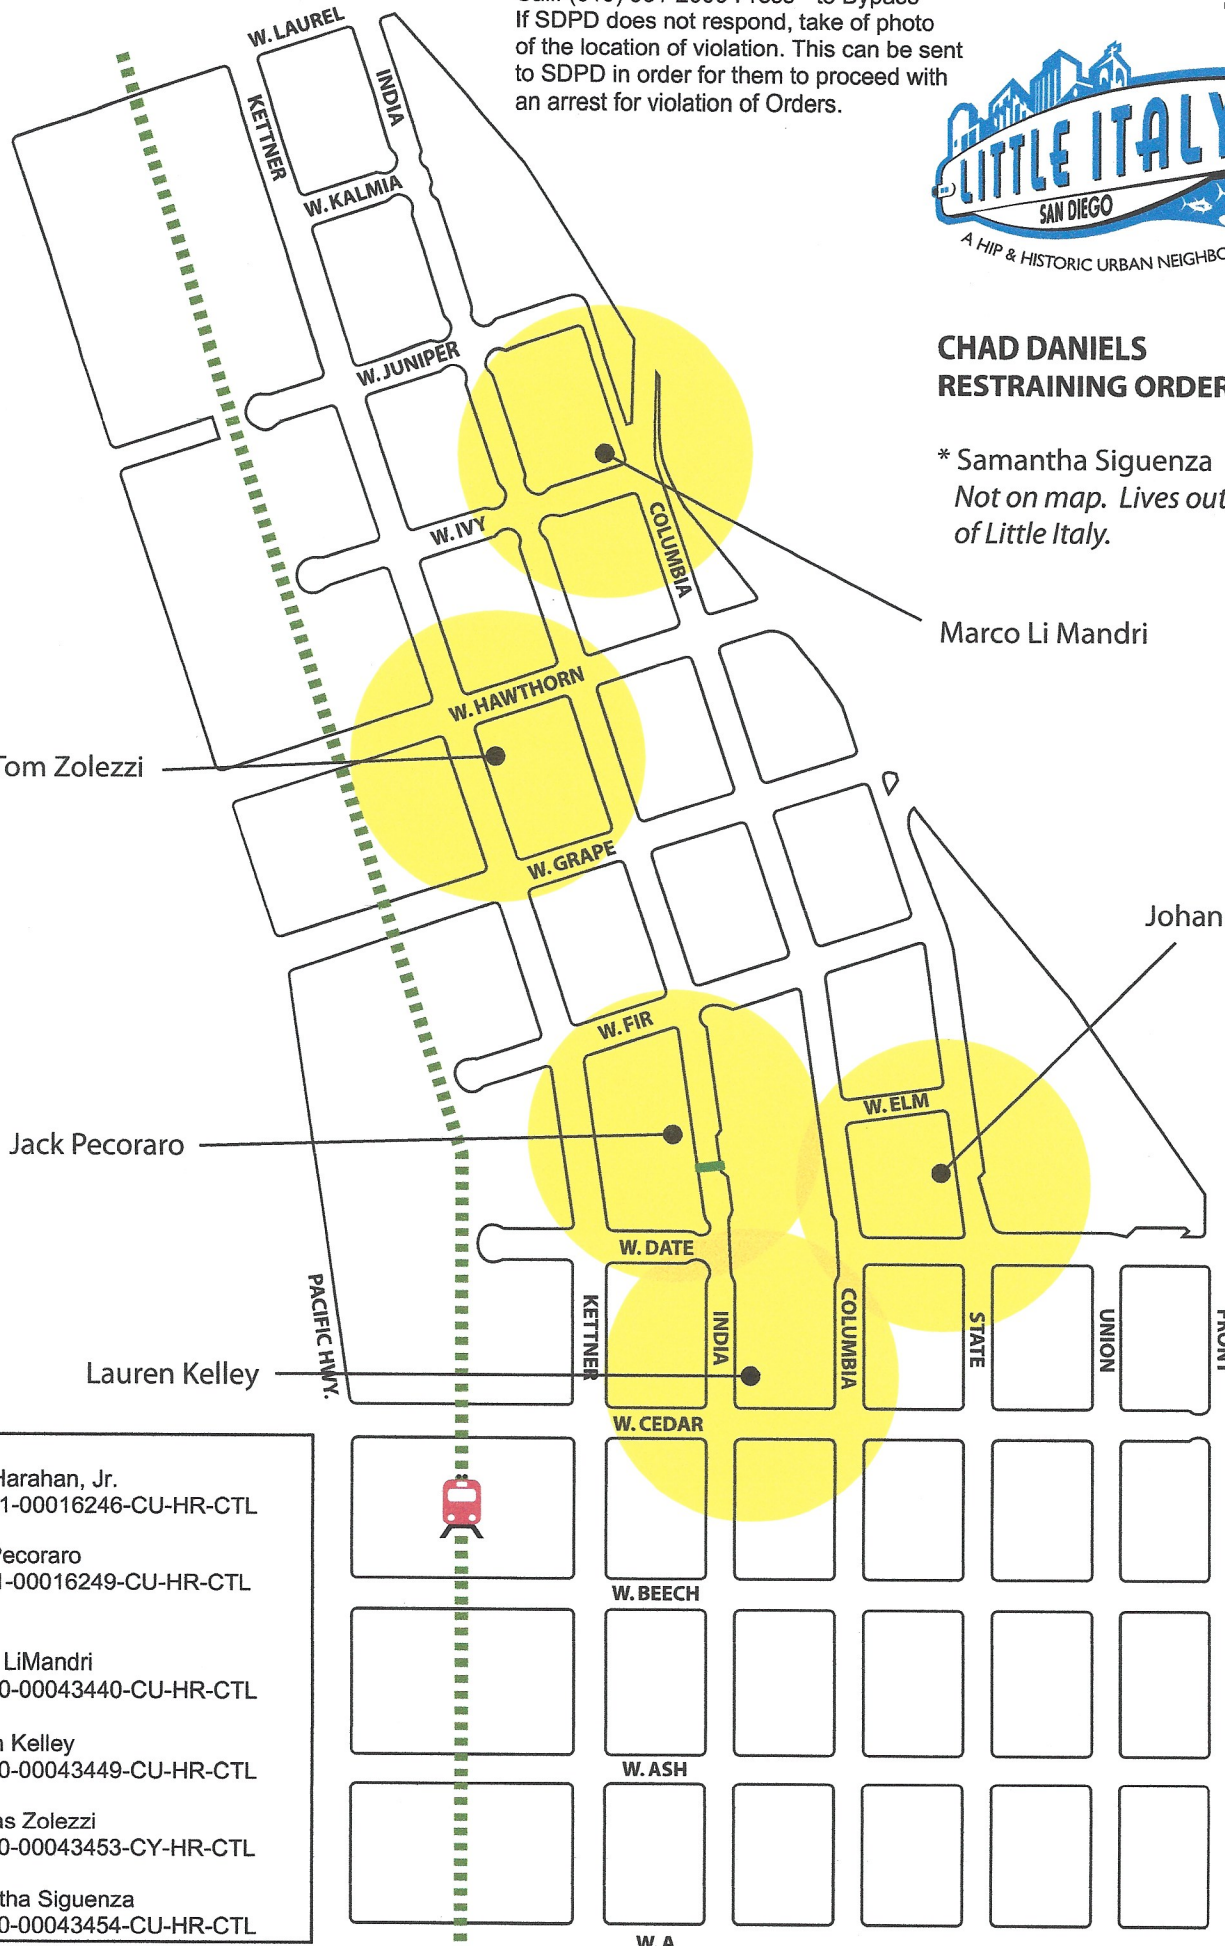 If SDPD does not respond, take of photo
of the location of violation. This can be sent
to SDPD in order for them to proceed with
an arrest for violation of Orders.
LITTLE ITALY
SAN DIEGO
A HIP & HISTORIC URBAN
CHAD DANIELS
RESTRAINING ORDER
* Samantha Siguenza
Not on map. Lives out
of Little Italy.
W. LAUREL
INDIA
KETTNER
W. KALMIA
W. JUNIPER
W. IVY
COLUMBIA
Marco Li Mandri
W. HAWTHORN
Tom Zolezzi
W. GRAPE
Johan
W. FIR
W. ELM
Jack Pecoraro
W. DATE
PACIFIC HWY.
KETTNER
INDIA
COLUMBIA
STATE
UNION
FRONT
Lauren Kelley
W. CEDAR
Harahan, Jr.
1-00016246-CU-HR-CTL
Pecoraro
1-00016249-CU-HR-CTL
W. BEECH
LiMandri
0-00043440-CU-HR-CTL
n Kelley
0-00043449-CU-HR-CTL
W. ASH
as Zolezzi
0-00043453-CY-HR-CTL
tha Siguenza
0-00043454-CU-HR-CTL
W. A